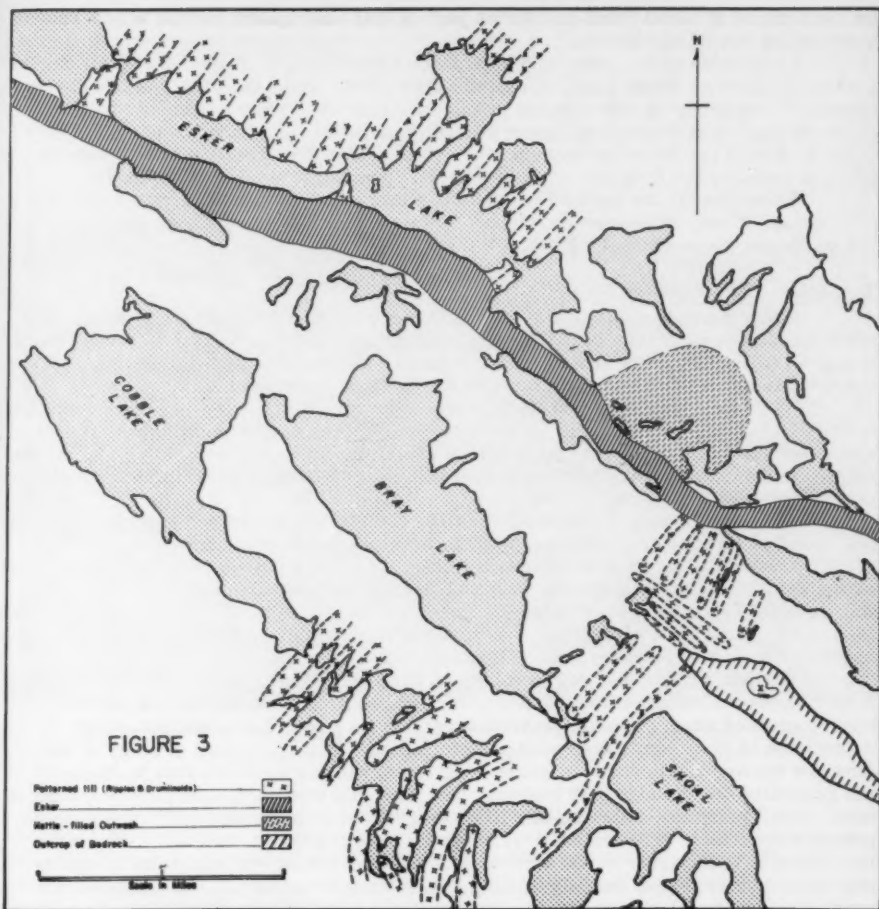 N
ESKER
LAKE
COBBLE
LAKE
BRAY
LAKE
SHOAL
LAKE
FIGURE 3
Patterned till (Ripples & Drumlinoids)
Esker
Kettle-filled Outwash
Outcrop of Bedrock
Scale in Miles